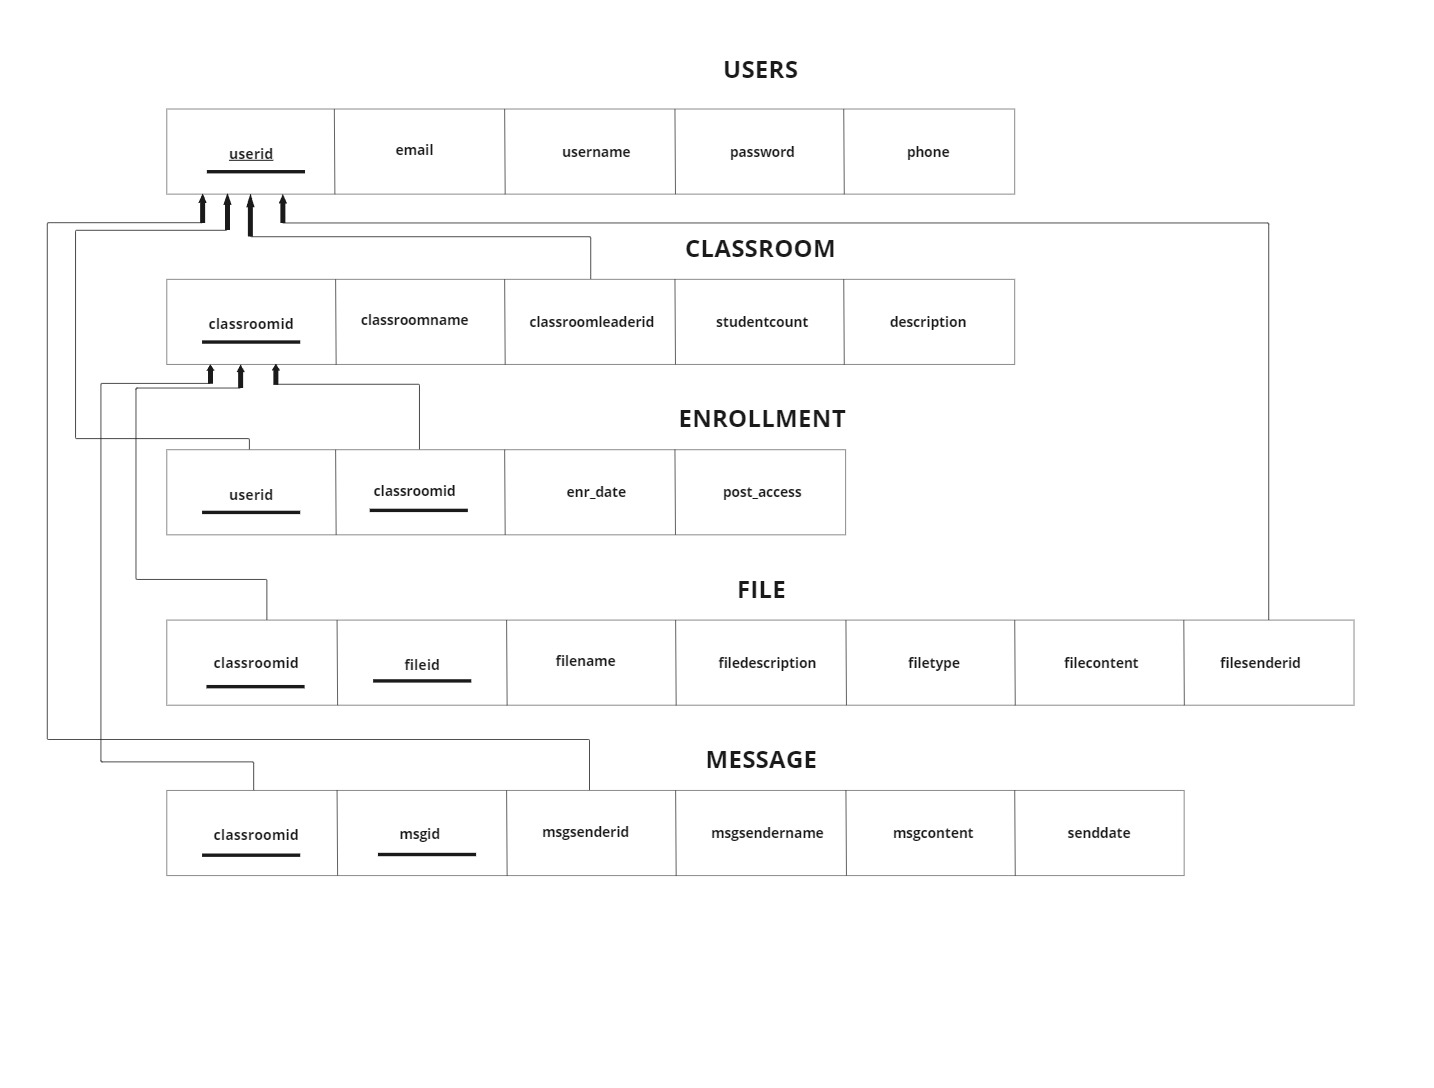 USERS
userid email username password phone
CLASSROOM
classroomid classroomname classroomleaderid studentcount description
ENROLLMENT
userid classroomid enr_date post_access
FILE
classroomid fileid filename filedescription filetype filecontent filesenderid
MESSAGE
classroomid msgid msgsenderid msgsendername msgcontent senddate